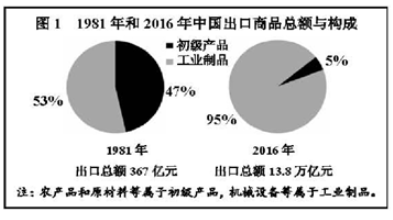 图1 1981年和2016年中国出口商品总额与构成
初级产品
工业制品
53%
47%
5%
95%
1981年
2016年
出口总额367亿元
出口总额13.8万亿元
注：农产品和原材料等属于初级产品，机械设备等属于工业制品。